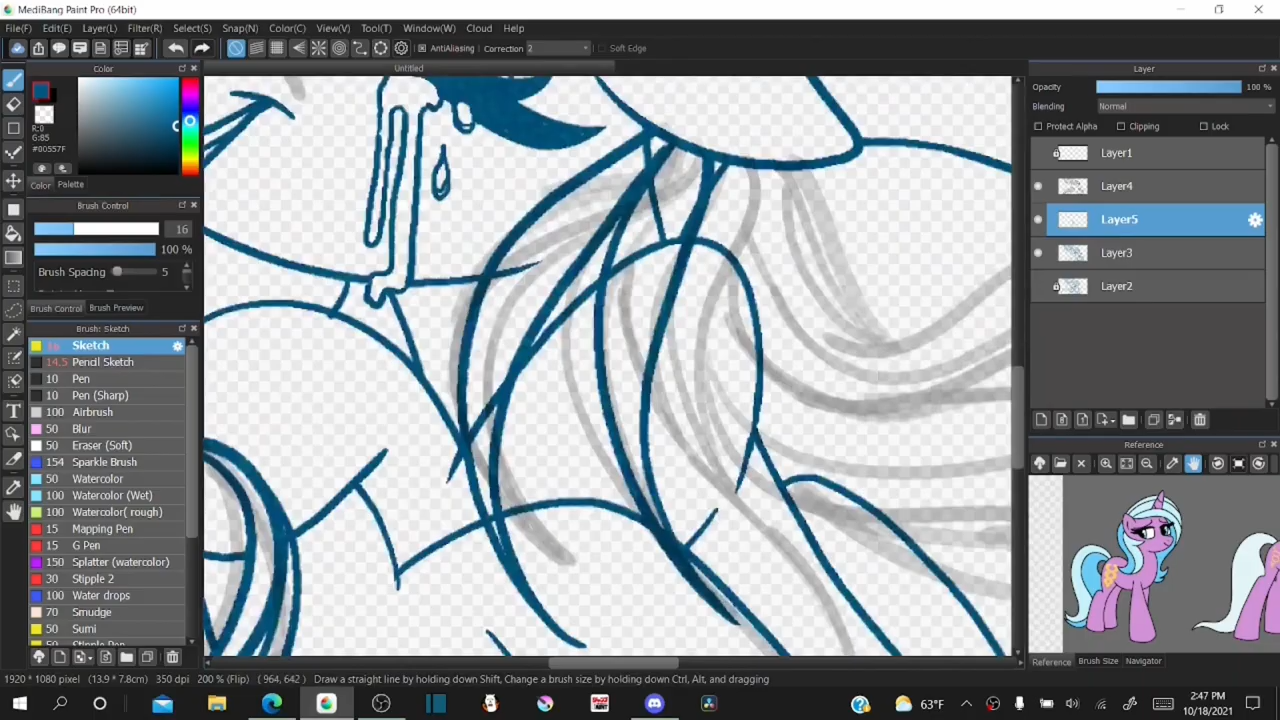 MediBang Paint Pro (64bit)
File(F) Edit(E) Layer(L) Filter(R) Select(S) Snap(N) Color(C) View(V) Tool(T) Window(W) Cloud Help
AntiAliasing Correction 2 Soft Edge
Color
Untitled
Layer
R:0
G:85
#00557F
Color Palette
Brush Control
16
100 %
Brush Spacing 5
Brush Control Brush Preview
Brush: Sketch
16 Sketch
14.5 Pencil Sketch
10 Pen
10 Pen (Sharp)
100 Airbrush
50 Blur
50 Eraser (Soft)
154 Sparkle Brush
50 Watercolor
100 Watercolor (Wet)
100 Watercolor( rough)
15 Mapping Pen
15 G Pen
150 Splatter (watercolor)
30 Stipple 2
100 Water drops
70 Smudge
50 Sumi
50 Stipple Pen
Opacity 100 %
Blending Normal
Protect Alpha Clipping Lock
Layer1
Layer4
Layer5
Layer3
Layer2
Reference
Reference Brush Size Navigator
1920 * 1080 pixel (13.9 * 7.8cm) 350 dpi 200 % (Flip) ( 964, 642 ) Draw a straight line by holding down Shift, Change a brush size by holding down Ctrl, Alt, and dragging
63°F
2:47 PM
10/18/2021